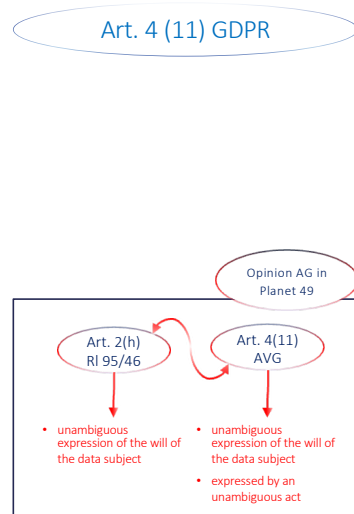 Art. 4 (11) GDPR
Opinion AG in
Planet 49
Art. 2(h)
Rl 95/46
Art. 4(11)
AVG
• unambiguous
expression of the will of
the data subject
• unambiguous
expression of the will of
the data subject
• expressed by an
unambiguous act